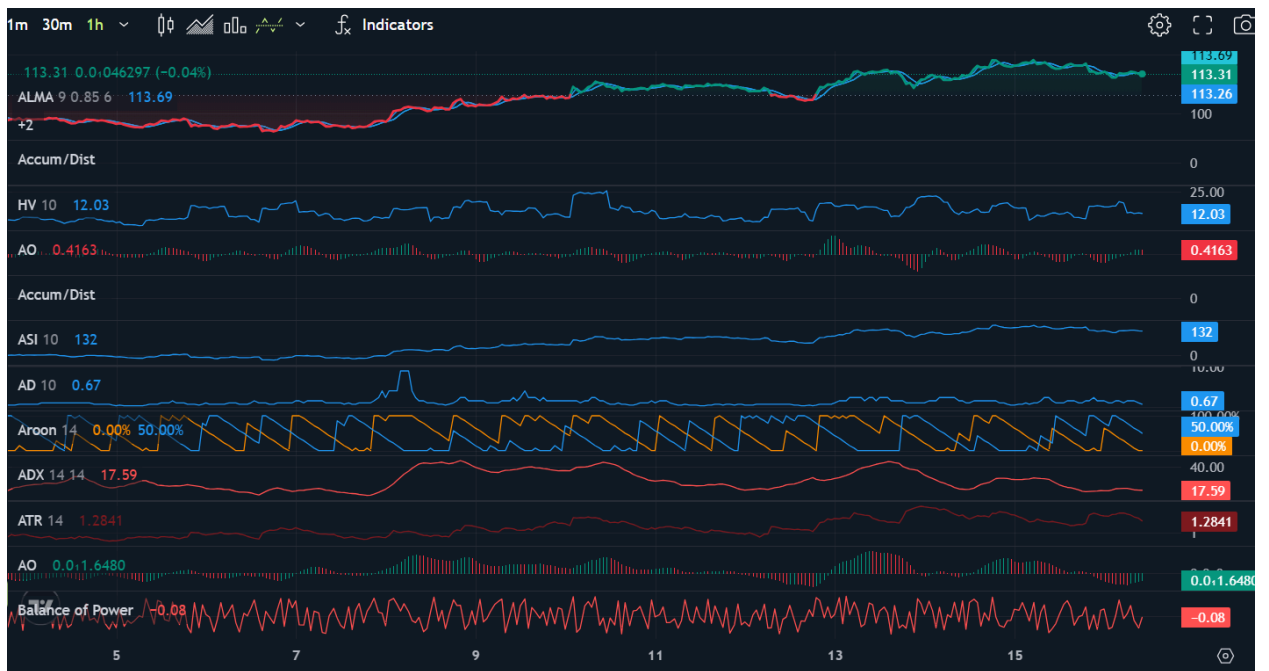 1m 30m 1h Indicators
113.69
113.31 0.0₁046297 (−0.04%) 113.31
ALMA 9 0.85 6 113.69 113.26
100
+2
Accum/Dist 0
25.00
HV 10 12.03 12.03
AO 0.4163 0.4163
Accum/Dist 0
ASI 10 132 132
0
10.00
AD 10 0.67 0.67
100.00%
Aroon 14 0.00% 50.00% 50.00%
0.00%
ADX 14 14 17.59 40.00
17.59
ATR 14 1.2841 1.2841
AO 0.0₁1.6480
0.0₁1.6480
Balance of Power −0.08 −0.08
5 7 9 11 13 15